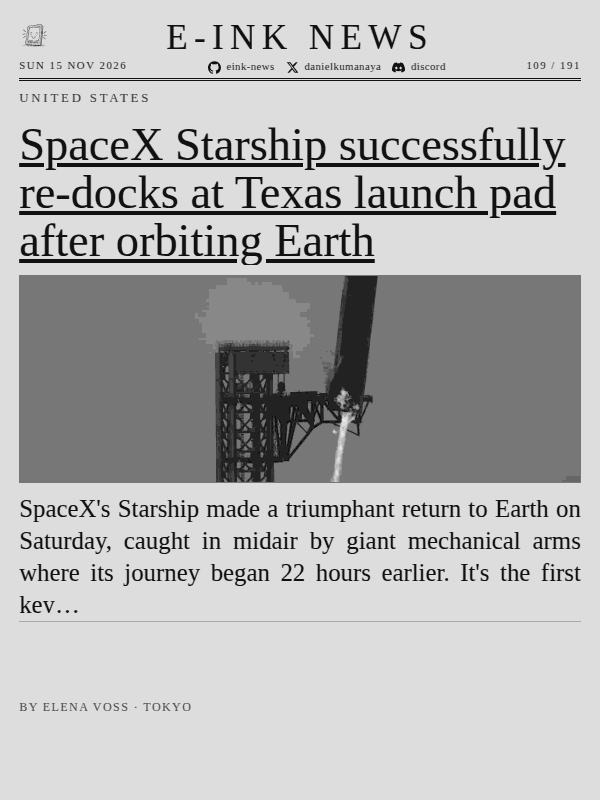 E-INK NEWS
SUN 15 NOV 2026
eink-news
danielkumaya
discord
109 / 191
UNITED STATES
SpaceX Starship successfully
re-docks at Texas launch pad
after orbiting Earth
SpaceX's Starship made a triumphant return to Earth on
Saturday, caught in midair by giant mechanical arms
where its journey began 22 hours earlier. It's the first
kev…
BY ELENA VOSS · TOKYO